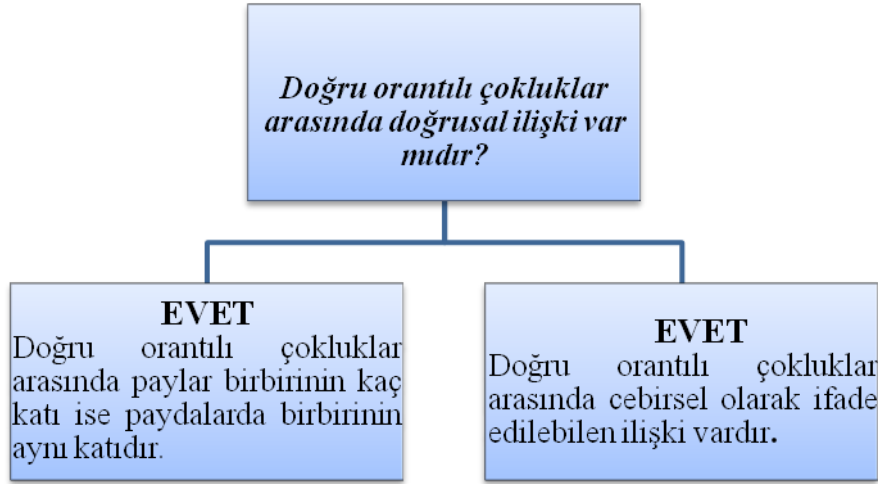 Doğru orantılı çokluklar
arasında doğrusal ilişki var
mıdır?
EVET
Doğru orantılı çokluklar
arasında paylar birbirinin kaç
katı ise paydalarda birbirinin
aynı katıdır.
EVET
Doğru orantılı çokluklar
arasında cebirsel olarak ifade
edilebilen ilişki vardır.